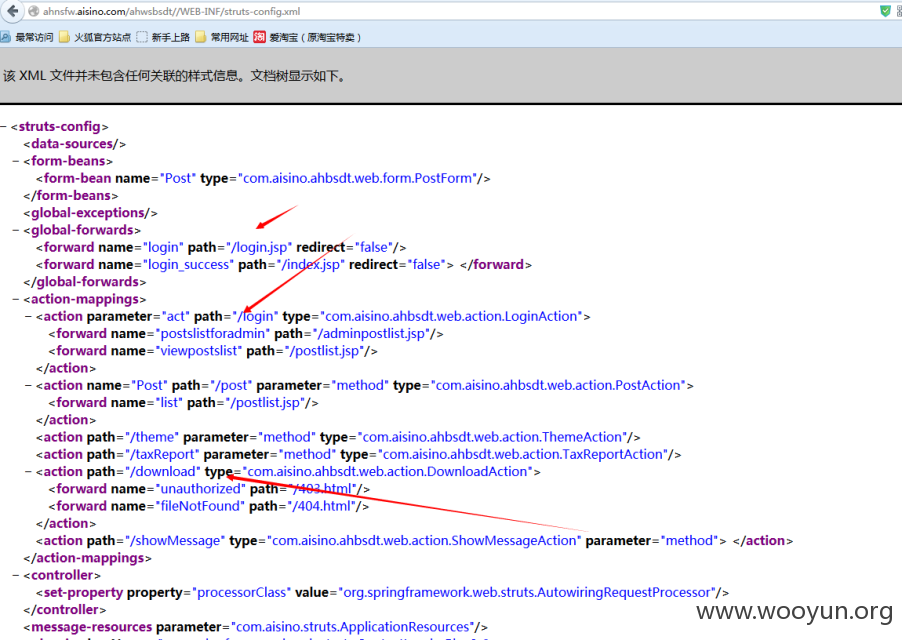 ahnsfw.aisino.com/ahwsbsdt//WEB-INF/struts-config.xml
最常访问 火狐官方站点 新手上路 常用网址 淘 爱淘宝（原淘宝特卖）
该 XML 文件并未包含任何关联的样式信息。文档树显示如下。
− <struts-config>
<data-sources/>
− <form-beans>
<form-bean name="Post" type="com.aisino.ahbsdt.web.form.PostForm"/>
</form-beans>
<global-exceptions/>
− <global-forwards>
<forward name="login" path="/login.jsp" redirect="false"/>
<forward name="login_success" path="/index.jsp" redirect="false"> </forward>
</global-forwards>
− <action-mappings>
− <action parameter="act" path="/login" type="com.aisino.ahbsdt.web.action.LoginAction">
<forward name="postslistforadmin" path="/adminpostlist.jsp"/>
<forward name="viewpostslist" path="/postlist.jsp"/>
</action>
− <action name="Post" path="/post" parameter="method" type="com.aisino.ahbsdt.web.action.PostAction">
<forward name="list" path="/postlist.jsp"/>
</action>
<action path="/theme" parameter="method" type="com.aisino.ahbsdt.web.action.ThemeAction"/>
<action path="/taxReport" parameter="method" type="com.aisino.ahbsdt.web.action.TaxReportAction"/>
− <action path="/download" type="com.aisino.ahbsdt.web.action.DownloadAction">
<forward name="unauthorized" path="/403.html"/>
<forward name="fileNotFound" path="/404.html"/>
</action>
<action path="/showMessage" type="com.aisino.ahbsdt.web.action.ShowMessageAction" parameter="method"> </action>
</action-mappings>
− <controller>
<set-property property="processorClass" value="org.springframework.web.struts.AutowiringRequestProcessor"/>
</controller>
<message-resources parameter="com.aisino.struts.ApplicationResources"/>
www.wooyun.org